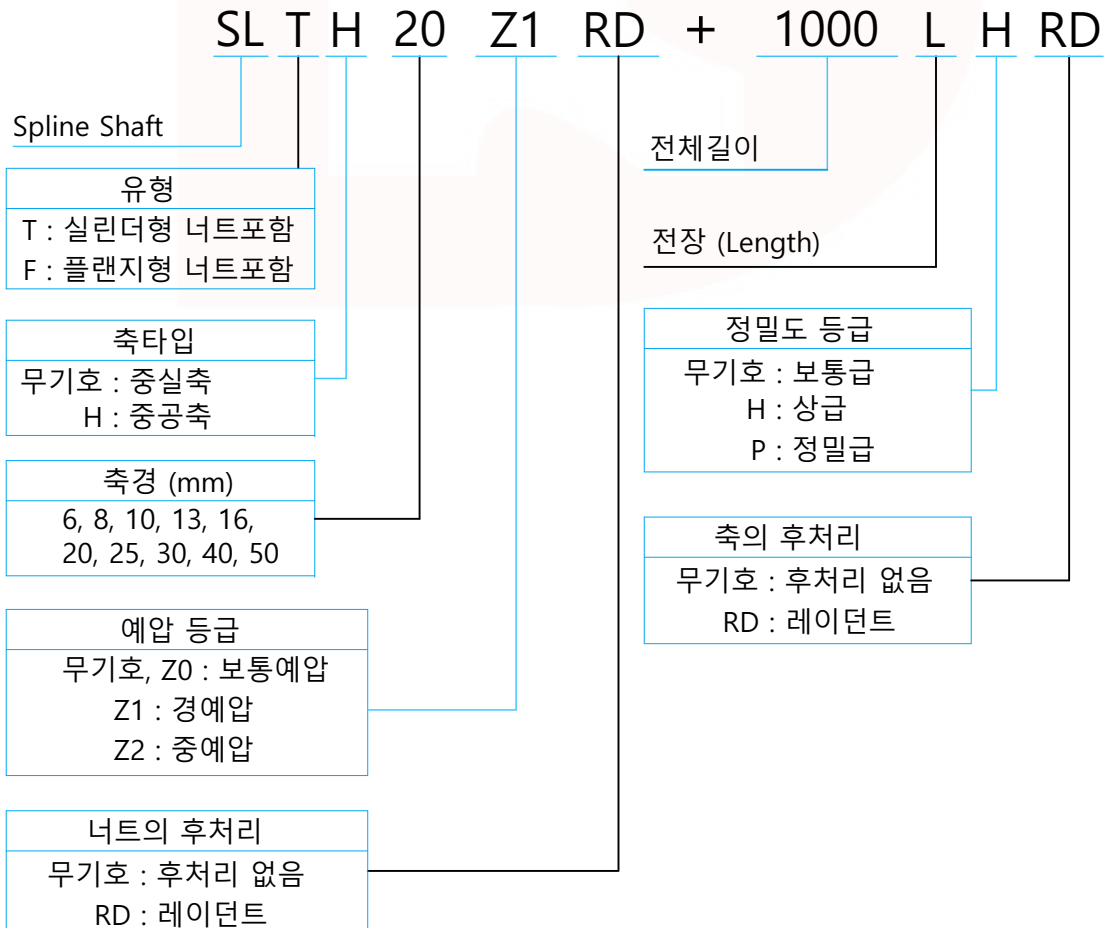 SL T H 20 Z1 RD + 1000 L H RD
Spline Shaft
유형
T : 실린더형 너트포함
F : 플랜지형 너트포함
축타입
무기호 : 중실축
H : 중공축
축경 (mm)
6, 8, 10, 13, 16,
20, 25, 30, 40, 50
예압 등급
무기호, Z0 : 보통예압
Z1 : 경예압
Z2 : 중예압
너트의 후처리
무기호 : 후처리 없음
RD : 레이던트
전체길이
전장 (Length)
정밀도 등급
무기호 : 보통급
H : 상급
P : 정밀급
축의 후처리
무기호 : 후처리 없음
RD : 레이던트